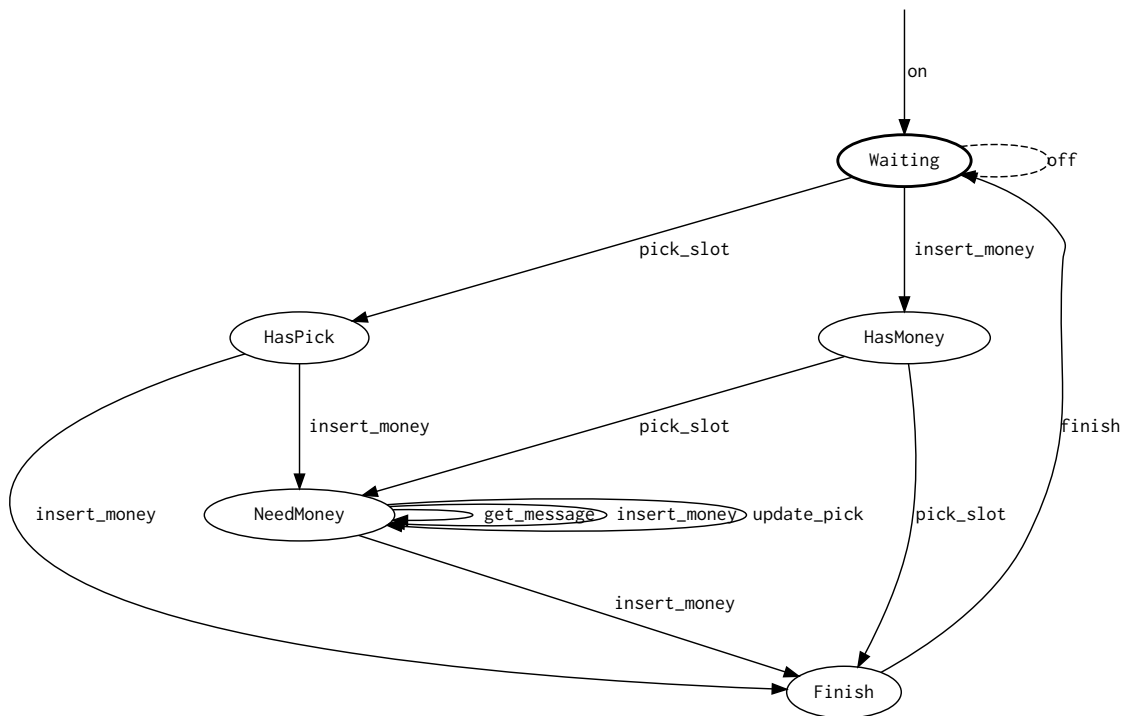 on
Waiting
off
pick_slot
insert_money
HasPick
HasMoney
insert_money
pick_slot
finish
insert_money
NeedMoney
get_message
insert_money
update_pick
pick_slot
insert_money
Finish